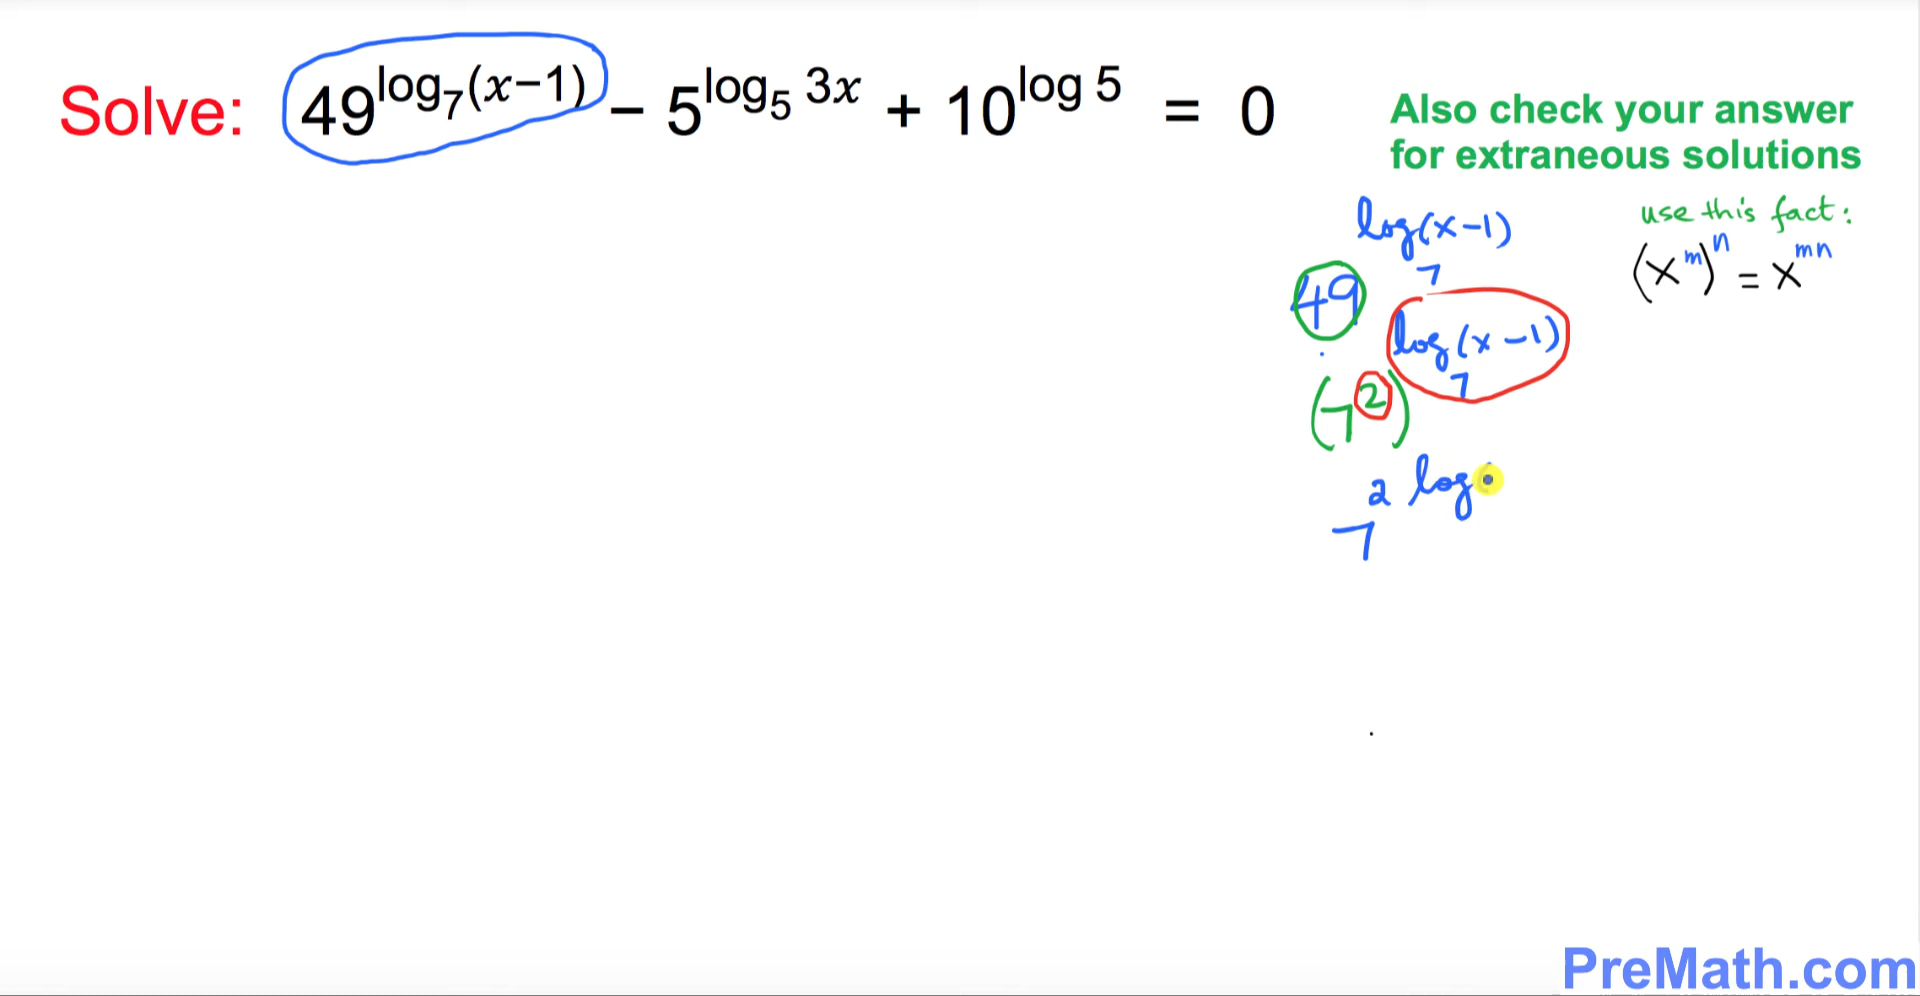 Solve: 49^log₇(x−1) − 5^log₅ 3x + 10^log 5 = 0
Also check your answer
for extraneous solutions
use this fact:
(x^m)^n = x^mn
log₇(x−1)
49
log₇(x−1)
(7²)
2 log
7
PreMath.com